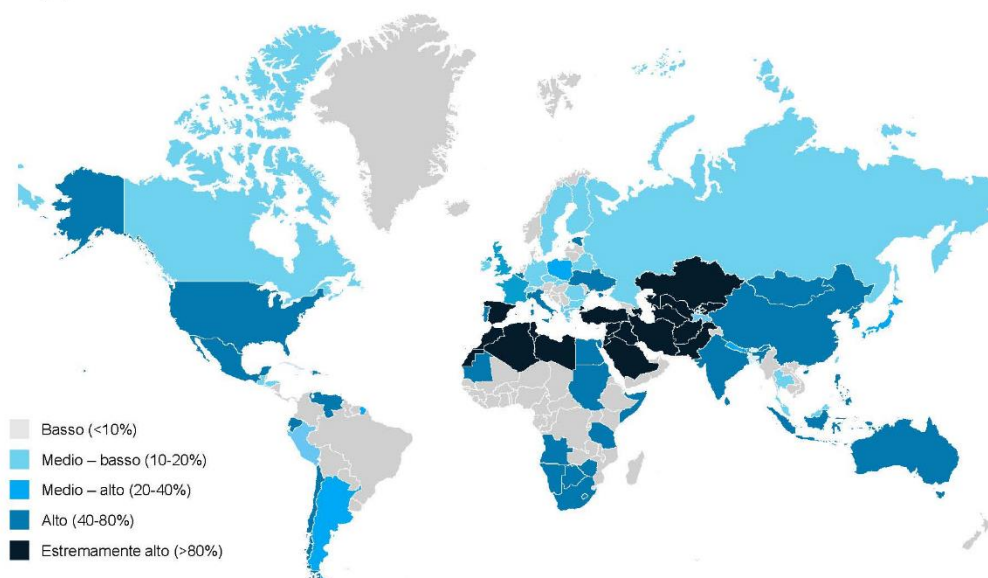 Basso (<10%)
Medio – basso (10-20%)
Medio – alto (20-40%)
Alto (40-80%)
Estremamente alto (>80%)